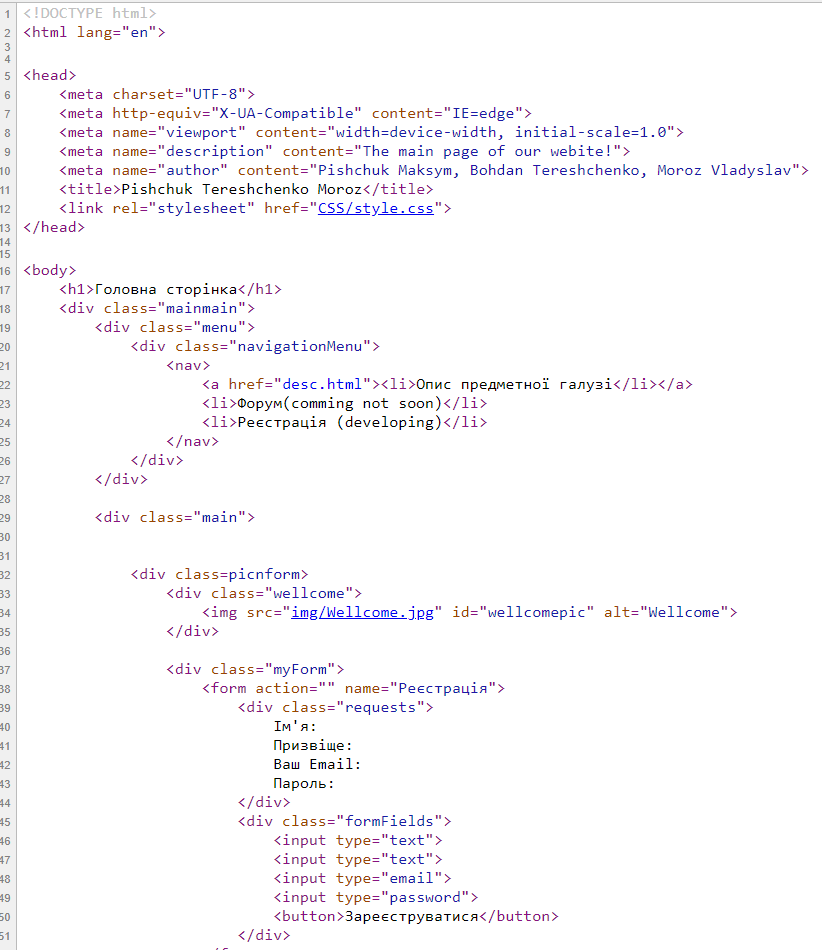 1 <!DOCTYPE html>
2 <html lang="en">
3
4
5 <head>
6     <meta charset="UTF-8">
7     <meta http-equiv="X-UA-Compatible" content="IE=edge">
8     <meta name="viewport" content="width=device-width, initial-scale=1.0">
9     <meta name="description" content="The main page of our webite!">
10     <meta name="author" content="Pishchuk Maksym, Bohdan Tereshchenko, Moroz Vladyslav">
11     <title>Pishchuk Tereshchenko Moroz</title>
12     <link rel="stylesheet" href="CSS/style.css">
13 </head>
14
15
16 <body>
17     <h1>Головна сторінка</h1>
18     <div class="mainmain">
19         <div class="menu">
20             <div class="navigationMenu">
21                 <nav>
22                     <a href="desc.html"><li>Опис предметної галузі</li></a>
23                     <li>Форум(comming not soon)</li>
24                     <li>Реєстрація (developing)</li>
25                 </nav>
26             </div>
27         </div>
28
29         <div class="main">
30
31
32             <div class=picnform>
33                 <div class="wellcome">
34                     <img src="img/Wellcome.jpg" id="wellcomepic" alt="Wellcome">
35                 </div>
36
37                 <div class="myForm">
38                     <form action="" name="Реєстрація">
39                         <div class="requests">
40                             Ім'я:
41                             Призвіще:
42                             Ваш Email:
43                             Пароль:
44                         </div>
45                         <div class="formFields">
46                             <input type="text">
47                             <input type="text">
48                             <input type="email">
49                             <input type="password">
50                             <button>Зареєструватися</button>
51                         </div>